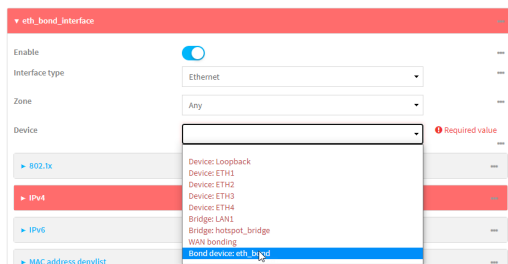 eth_bond_interface
Enable
Interface type
Ethernet
Zone
Any
Device
Required value
Device: Loopback
802.1x
Device: ETH1
Device: ETH2
Device: ETH3
IPv4
Device: ETH4
Bridge: LAN1
IPv6
Bridge: hotspot_bridge
WAN bonding
Bond device: eth_bond
MAC address denylist